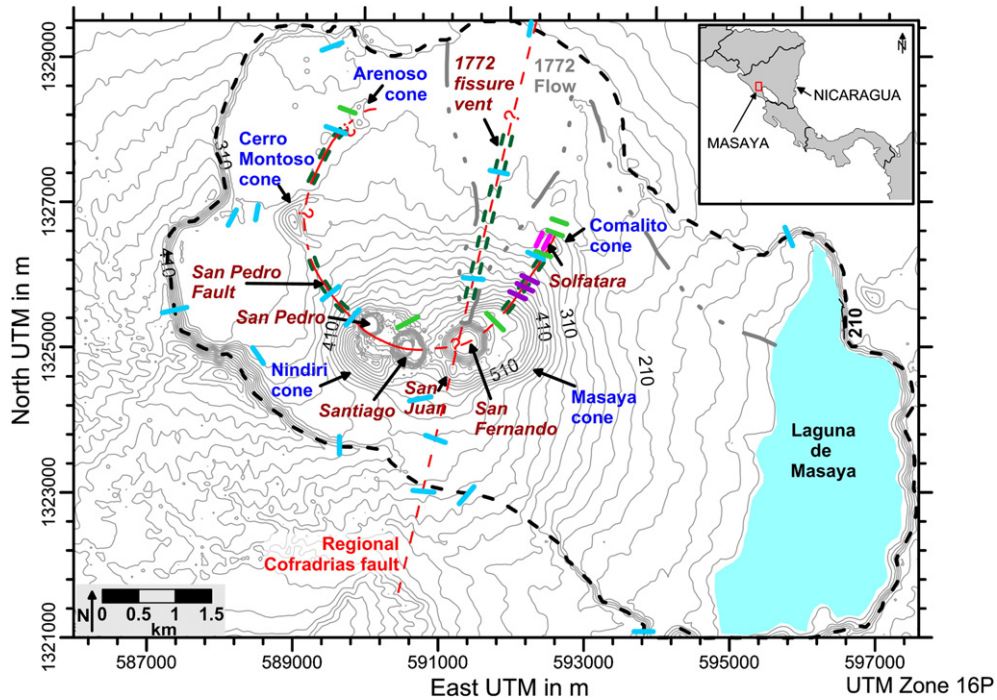 1329000
1327000
1325000
1323000
1321000
North UTM in m
587000
589000
591000
593000
595000
597000
East UTM in m
UTM Zone 16P
N
NICARAGUA
MASAYA
1772
fissure
vent
1772
Flow
Arenoso
cone
Cerro
Montoso
cone
310
?
?
?
Comalito
cone
Solfatara
440
San Pedro
Fault
San Pedro
410
Nindiri
cone
Santiago
San
Juan
?
510
San
Fernando
Masaya
cone
410
310
210
210
Laguna
de
Masaya
Regional
Cofradrias fault
N
0 0.5 1 1.5
km